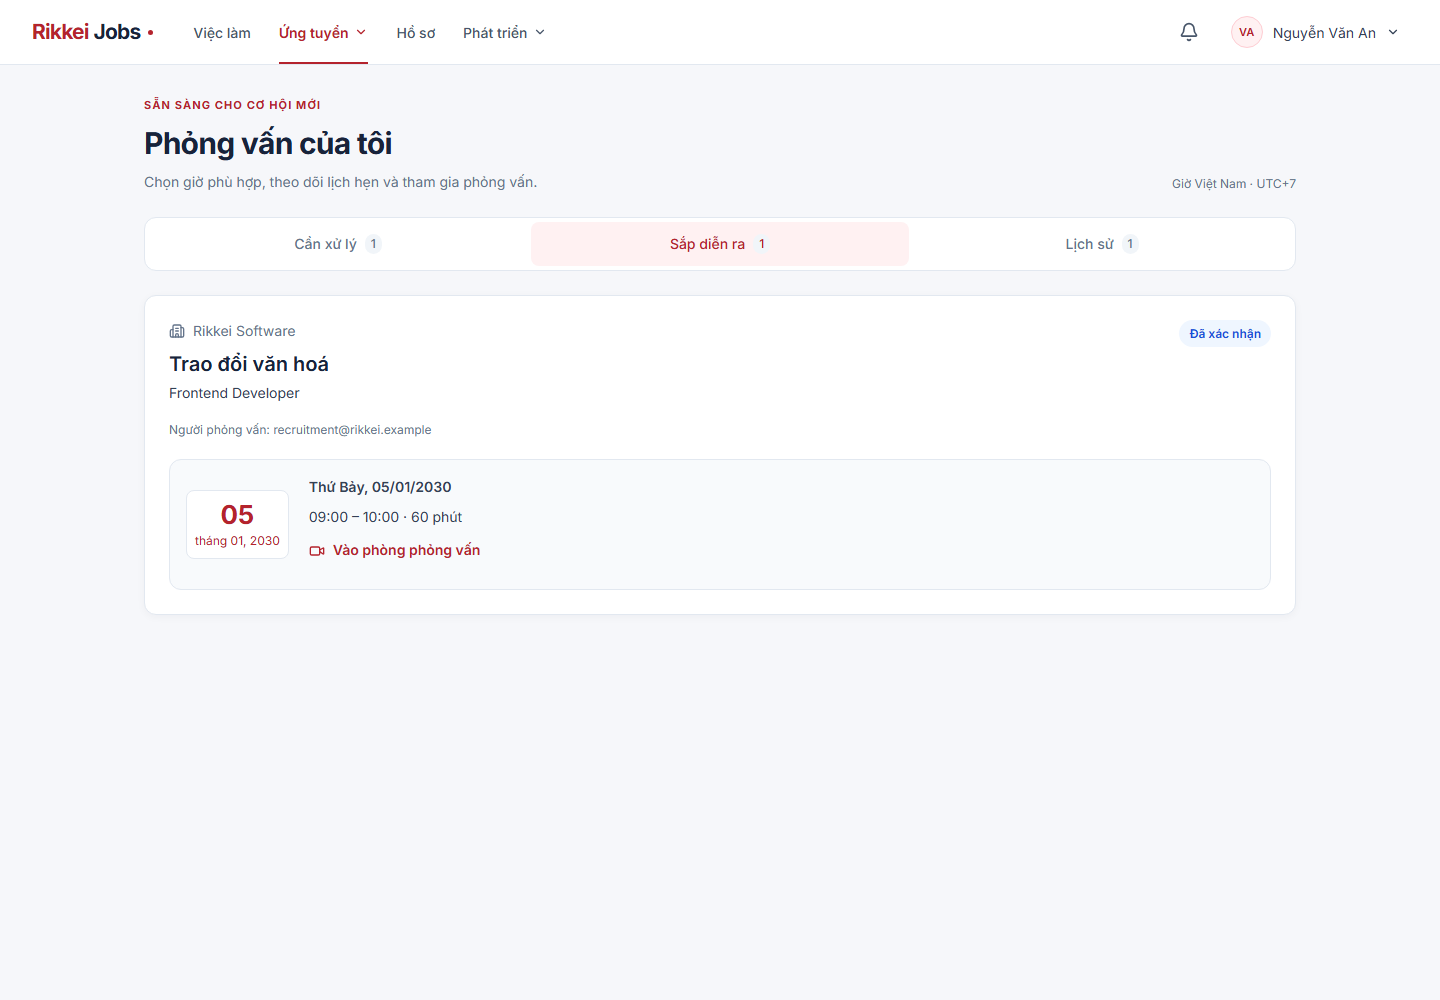 Rikkei Jobs
Việc làm
Ứng tuyển
Hồ sơ
Phát triển
VA
Nguyễn Văn An
SẴN SÀNG CHO CƠ HỘI MỚI
Phỏng vấn của tôi
Chọn giờ phù hợp, theo dõi lịch hẹn và tham gia phỏng vấn.
Giờ Việt Nam · UTC+7
Cần xử lý 1
Sắp diễn ra 1
Lịch sử 1
Rikkei Software
Đã xác nhận
Trao đổi văn hoá
Frontend Developer
Người phỏng vấn: recruitment@rikkei.example
05
tháng 01, 2030
Thứ Bảy, 05/01/2030
09:00 – 10:00 · 60 phút
Vào phòng phỏng vấn